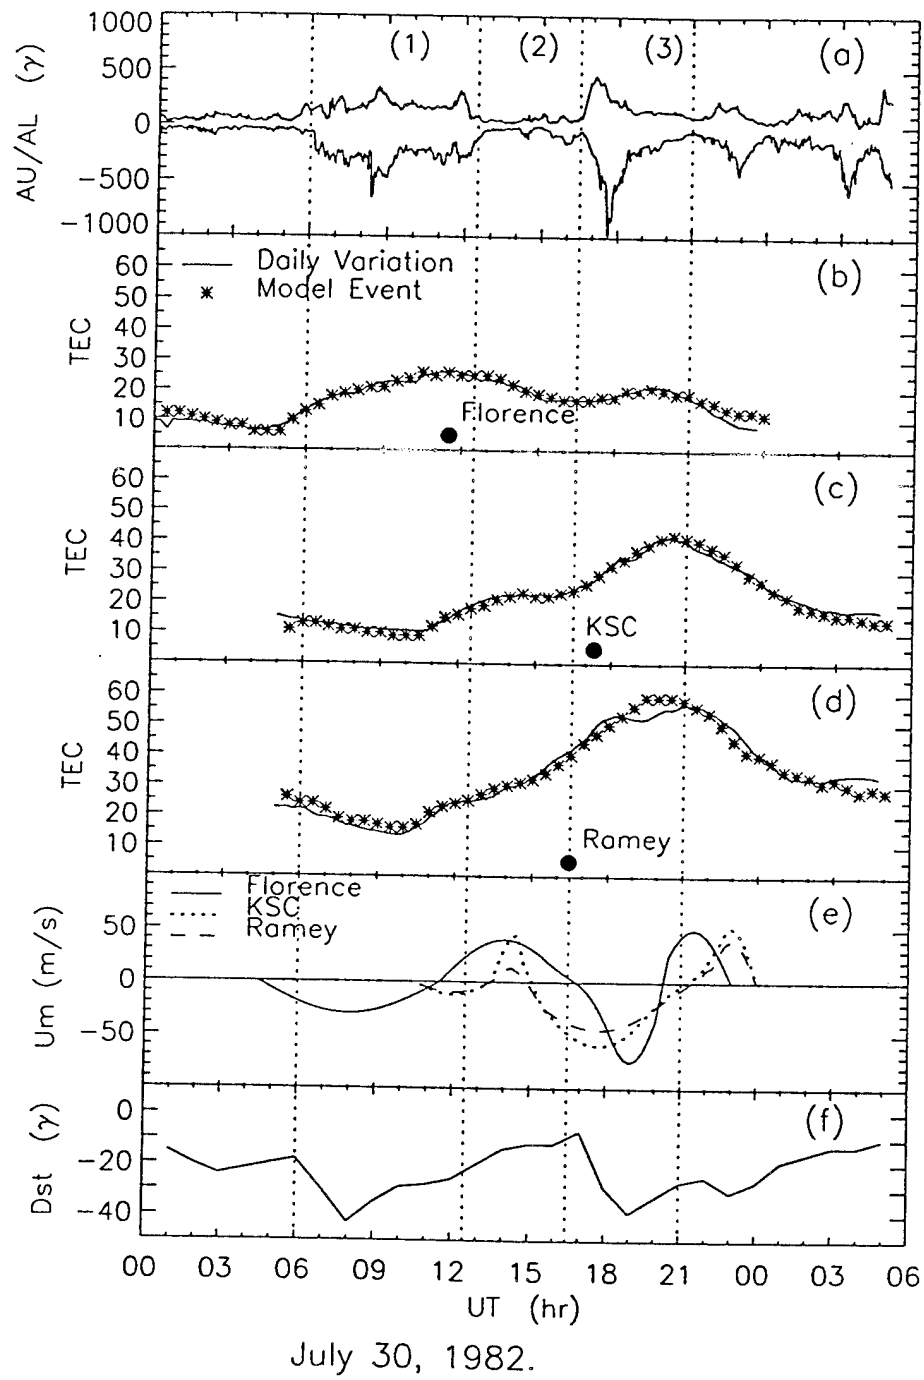 1000
(1) (2) (3) (a)
500
0
-500
-1000
AU/AL (γ)
Daily Variation
Model Event
(b)
60
50
40
30
20
10
TEC
Florence
(c)
60
50
40
30
20
10
TEC
KSC
(d)
60
50
40
30
20
10
TEC
Ramey
Florence
KSC
Ramey
(e)
50
0
-50
Um (m/s)
(f)
0
-20
-40
Dst (γ)
00 03 06 09 12 15 18 21 00 03 06
UT (hr)
July 30, 1982.